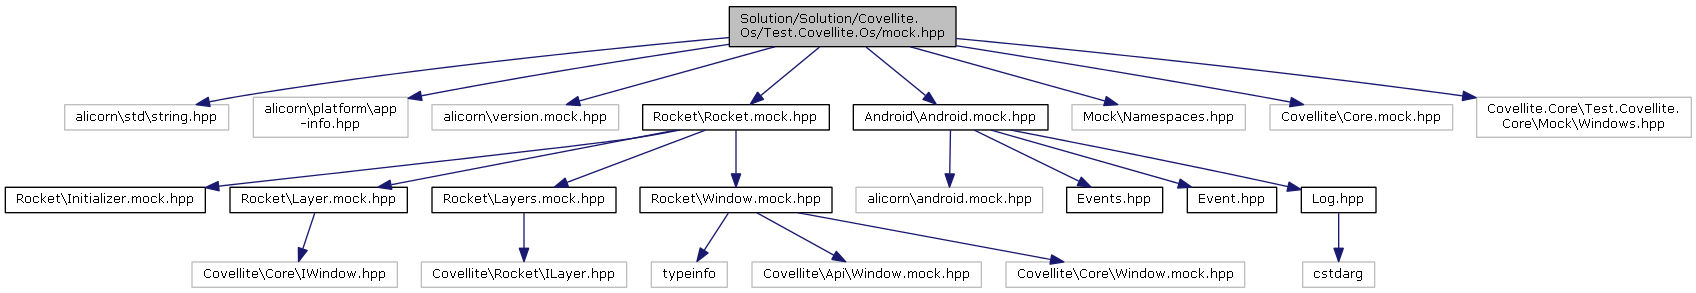 Solution/Solution/Covellite.
Os/Test.Covellite.Os/mock.hpp
alicorn\std\string.hpp
alicorn\platform\app
-info.hpp
alicorn\version.mock.hpp
Rocket\Rocket.mock.hpp
Android\Android.mock.hpp
Mock\Namespaces.hpp
Covellite\Core.mock.hpp
Covellite.Core\Test.Covellite.
Core\Mock\Windows.hpp
Rocket\Initializer.mock.hpp
Rocket\Layer.mock.hpp
Rocket\Layers.mock.hpp
Rocket\Window.mock.hpp
alicorn\android.mock.hpp
Events.hpp
Event.hpp
Log.hpp
Covellite\Core\IWindow.hpp
Covellite\Rocket\ILayer.hpp
typeinfo
Covellite\Api\Window.mock.hpp
Covellite\Core\Window.mock.hpp
cstdarg